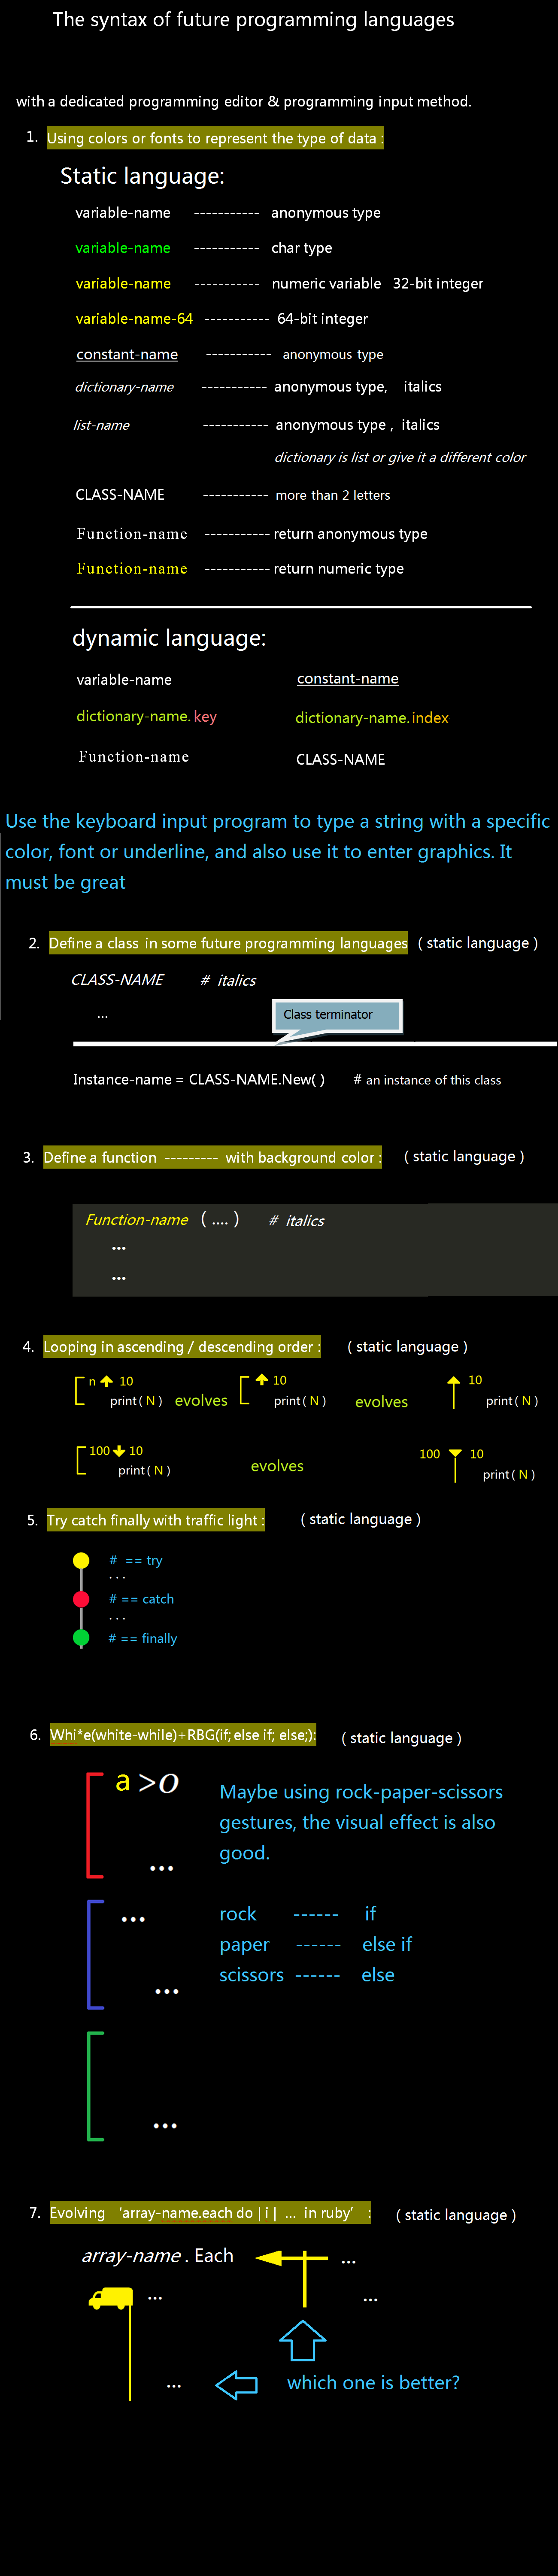 The syntax of future programming languages
with a dedicated programming editor & programming input method.
1. Using colors or fonts to represent the type of data :
Static language:
variable-name ----------- anonymous type
variable-name ----------- char type
variable-name ----------- numeric variable 32-bit integer
variable-name-64 ----------- 64-bit integer
constant-name ----------- anonymous type
dictionary-name ----------- anonymous type, italics
list-name ----------- anonymous type , italics
dictionary is list or give it a different color
CLASS-NAME ----------- more than 2 letters
Function-name ----------- return anonymous type
Function-name ----------- return numeric type
dynamic language:
variable-name constant-name
dictionary-name. key dictionary-name. index
Function-name CLASS-NAME
Use the keyboard input program to type a string with a specific
color, font or underline, and also use it to enter graphics. It
must be great
2. Define a class in some future programming languages ( static language )
CLASS-NAME # italics
...
Class terminator
Instance-name = CLASS-NAME.New( ) # an instance of this class
3. Define a function --------- with background color : ( static language )
Function-name ( .... ) # italics
...
...
4. Looping in ascending / descending order : ( static language )
n 10 10 10
print( N ) evolves print( N ) evolves print( N )
100 10 evolves 100 10
print( N ) print( N )
5. Try catch finally with traffic light : ( static language )
# == try
...
# == catch
...
# == finally
6. Whi*e(white-while)+RBG(if; else if; else;): ( static language )
a >0
...
Maybe using rock-paper-scissors
gestures, the visual effect is also
good.
...
...
rock ------ if
paper ------ else if
scissors ------ else
...
7. Evolving ‘array-name.each do | i | ... in ruby’ : ( static language )
array-name . Each ...
... ...
... which one is better?